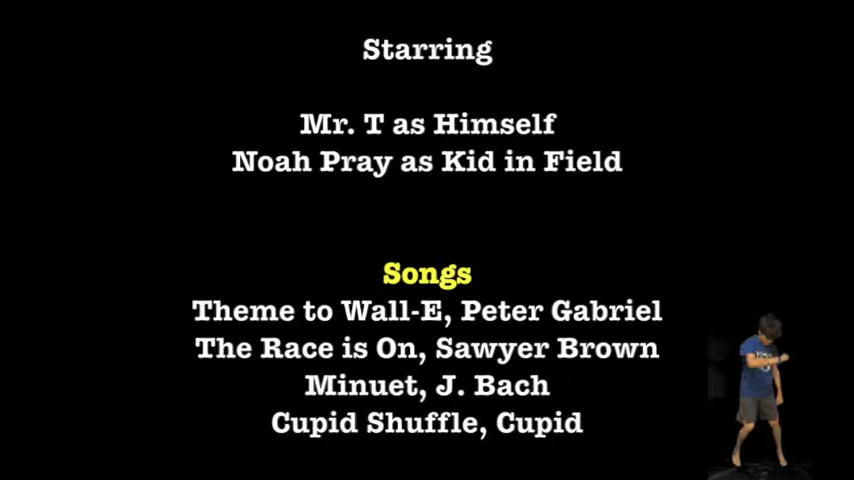 Starring
Mr. T as Himself
Noah Pray as Kid in Field
Songs
Theme to Wall-E, Peter Gabriel
The Race is On, Sawyer Brown
Minuet, J. Bach
Cupid Shuffle, Cupid